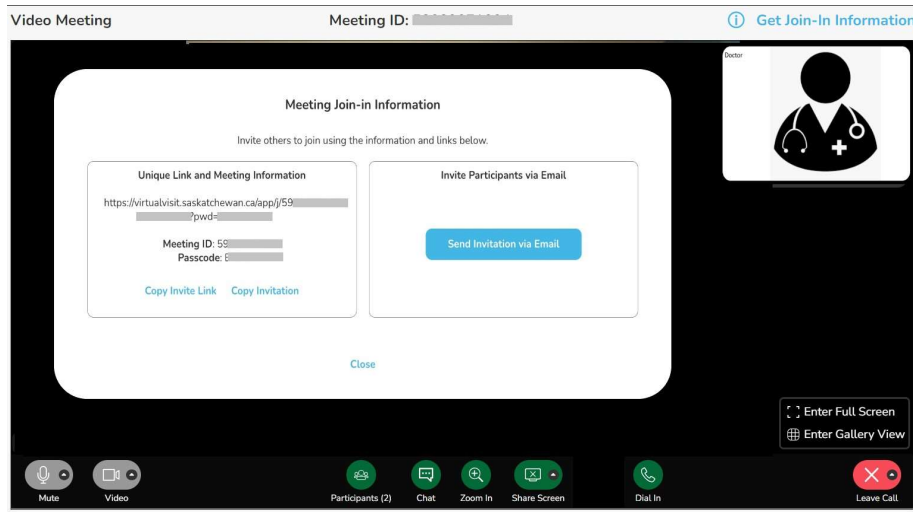 Video Meeting
Meeting ID:
Get Join-In Information
Doctor
Meeting Join-in Information
Invite others to join using the information and links below.
Unique Link and Meeting Information
https://virtualvisit.saskatchewan.ca/app/j/59
?pwd=
Meeting ID: 59
Passcode:
Copy Invite Link Copy Invitation
Invite Participants via Email
Send Invitation via Email
Close
Enter Full Screen
Enter Gallery View
Mute
Video
Participants (2)
Chat
Zoom In
Share Screen
Dial In
Leave Call